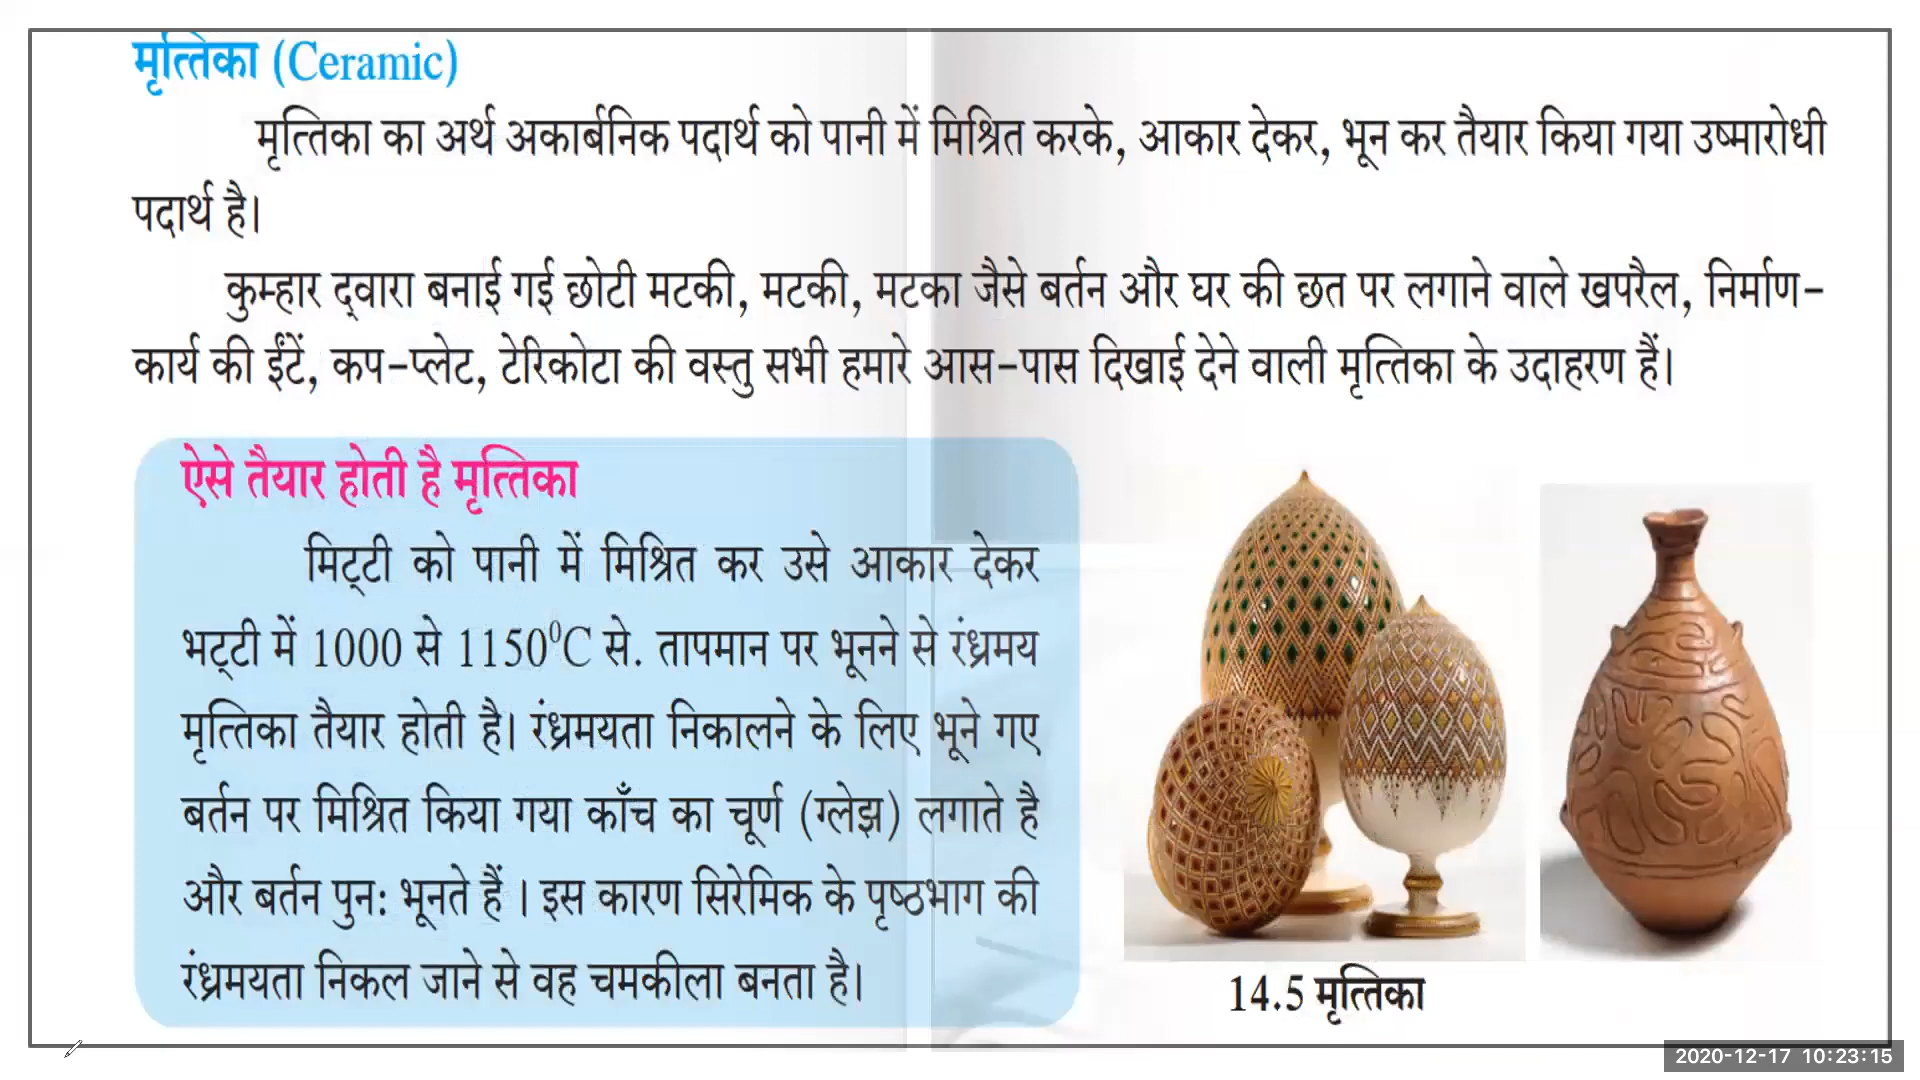 मृत्तिका (Ceramic)
मृत्तिका का अर्थ अकार्बनिक पदार्थ को पानी में मिश्रित करके, आकार देकर, भून कर तैयार किया गया उष्मारोधी
पदार्थ है।
कुम्हार द्‌वारा बनाई गई छोटी मटकी, मटकी, मटका जैसे बर्तन और घर की छत पर लगाने वाले खपरैल, निर्माण-
कार्य की ईंटें, कप-प्लेट, टेरिकोटा की वस्तु सभी हमारे आस-पास दिखाई देने वाली मृत्तिका के उदाहरण हैं।
ऐसे तैयार होती है मृत्तिका
मिट्‌टी को पानी में मिश्रित कर उसे आकार देकर
भट्‌टी में 1000 से 1150⁰C से. तापमान पर भूनने से रंध्रमय
मृत्तिका तैयार होती है। रंध्रमयता निकालने के लिए भूने गए
बर्तन पर मिश्रित किया गया काँच का चूर्ण (ग्लेझ) लगाते है
और बर्तन पुनः भूनते हैं । इस कारण सिरेमिक के पृष्ठभाग की
रंध्रमयता निकल जाने से वह चमकीला बनता है।
14.5 मृत्तिका
2020-12-17 10:23:15